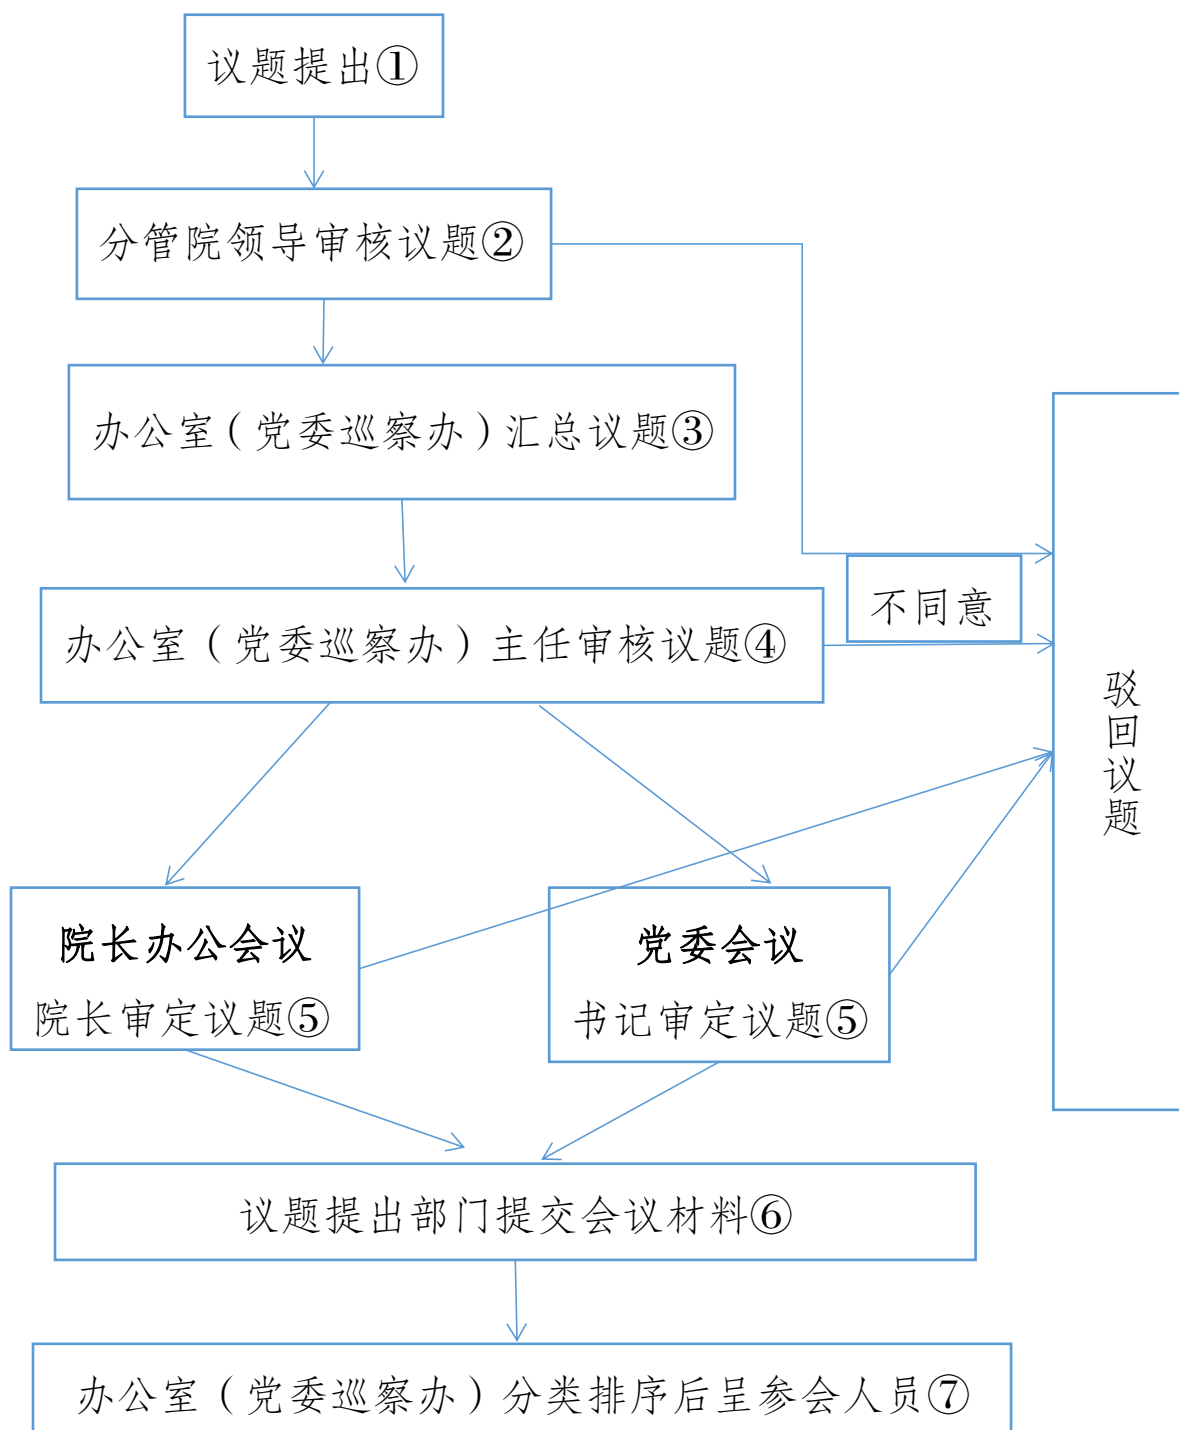 议题提出①
分管院领导审核议题②
办公室（党委巡察办）汇总议题③
不同意
办公室（党委巡察办）主任审核议题④
驳回议题
院长办公会议
院长审定议题⑤
党委会议
书记审定议题⑤
议题提出部门提交会议材料⑥
办公室（党委巡察办）分类排序后呈参会人员⑦